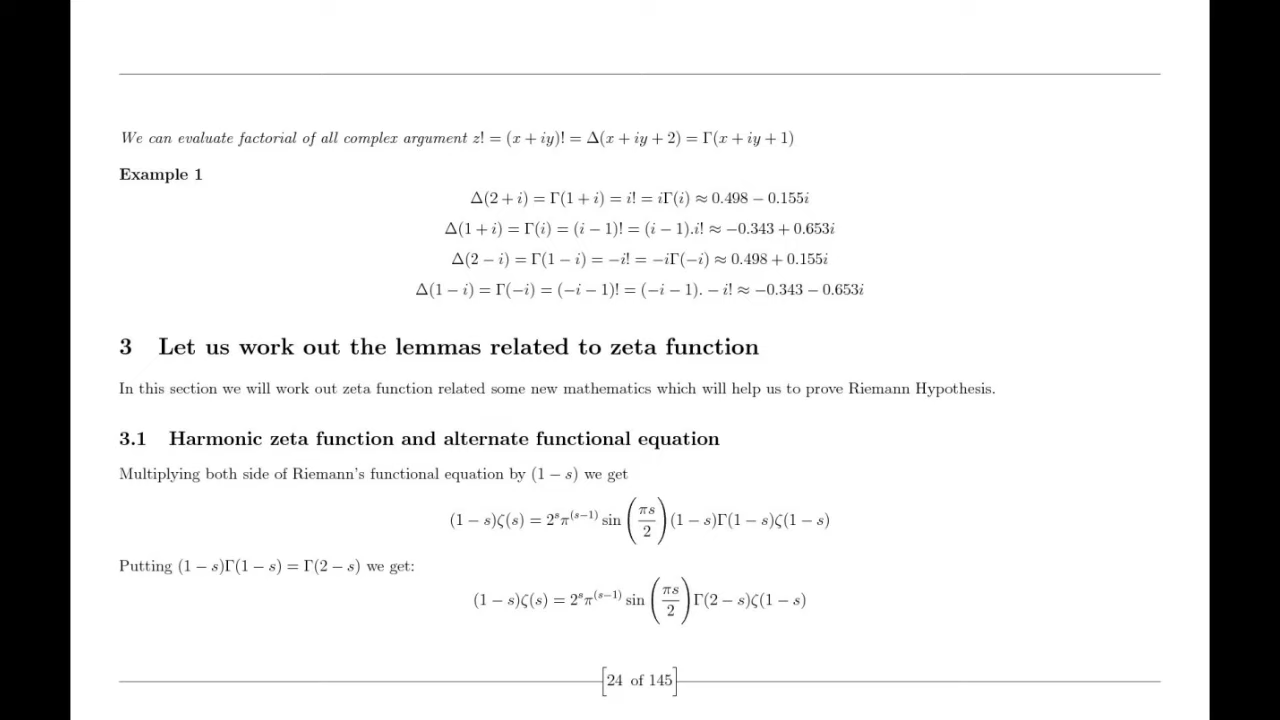 We can evaluate factorial of all complex argument z! = (x + iy)! = Δ(x + iy + 2) = Γ(x + iy + 1)
Example 1
Δ(2 + i) = Γ(1 + i) = i! = iΓ(i) ≈ 0.498 − 0.155i
Δ(1 + i) = Γ(i) = (i − 1)! = (i − 1).i! ≈ −0.343 + 0.653i
Δ(2 − i) = Γ(1 − i) = −i! = −iΓ(−i) ≈ 0.498 + 0.155i
Δ(1 − i) = Γ(−i) = (−i − 1)! = (−i − 1). − i! ≈ −0.343 − 0.653i
3 Let us work out the lemmas related to zeta function
In this section we will work out zeta function related some new mathematics which will help us to prove Riemann Hypothesis.
3.1 Harmonic zeta function and alternate functional equation
Multiplying both side of Riemann's functional equation by (1 − s) we get
(1 − s)ζ(s) = 2^s π^(s−1) sin (πs/2) (1 − s)Γ(1 − s)ζ(1 − s)
Putting (1 − s)Γ(1 − s) = Γ(2 − s) we get:
(1 − s)ζ(s) = 2^s π^(s−1) sin (πs/2) Γ(2 − s)ζ(1 − s)
[24 of 145]